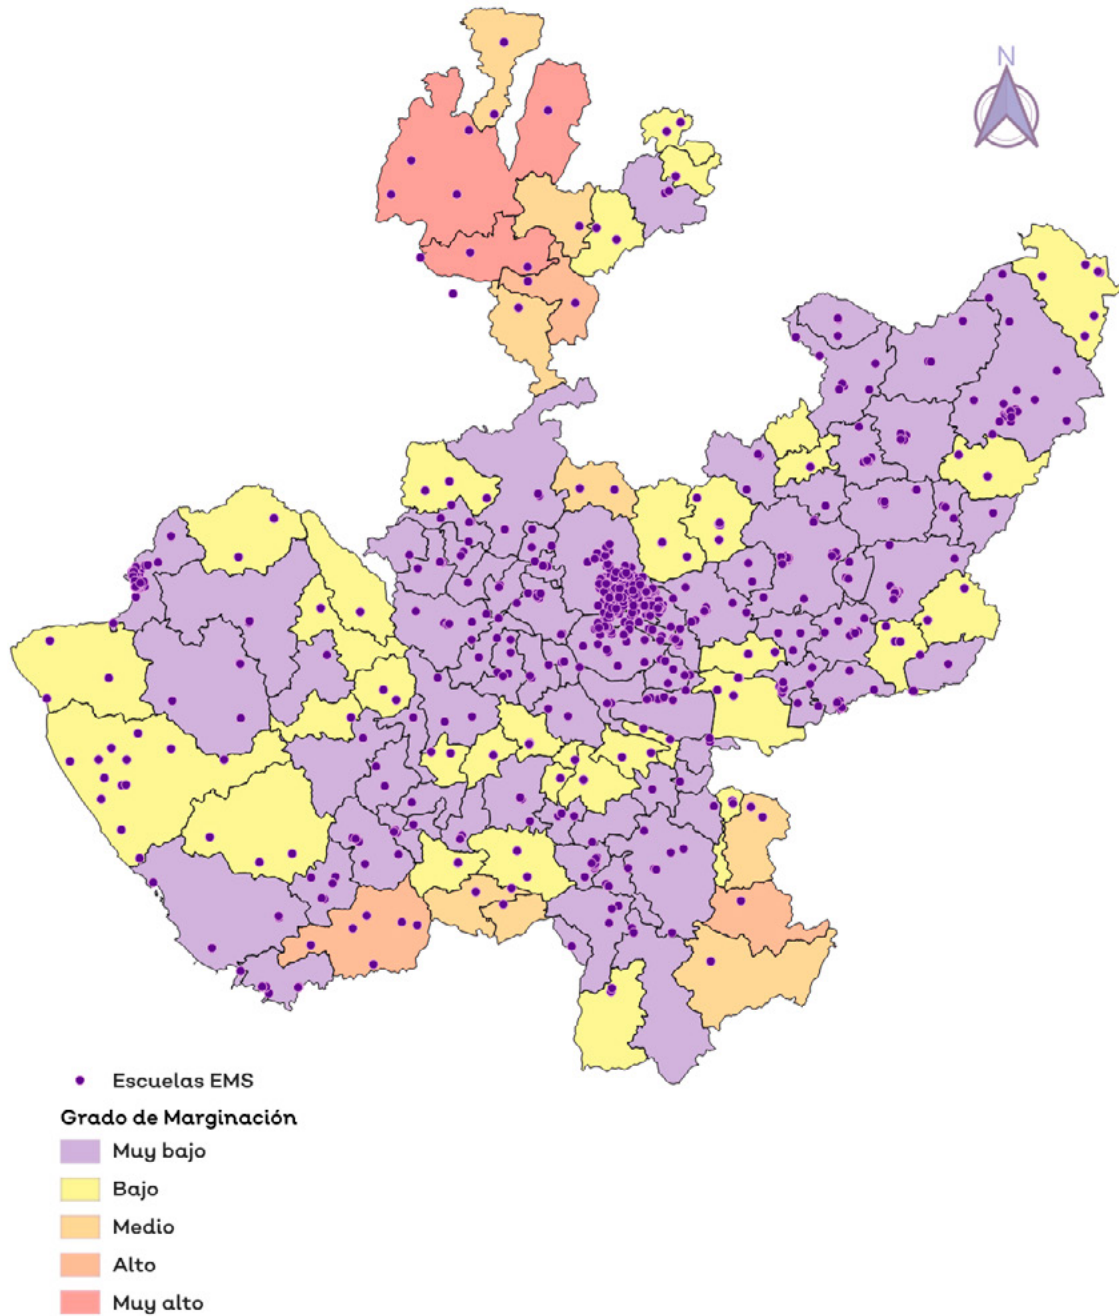 N
Escuelas EMS
Grado de Marginación
Muy bajo
Bajo
Medio
Alto
Muy alto